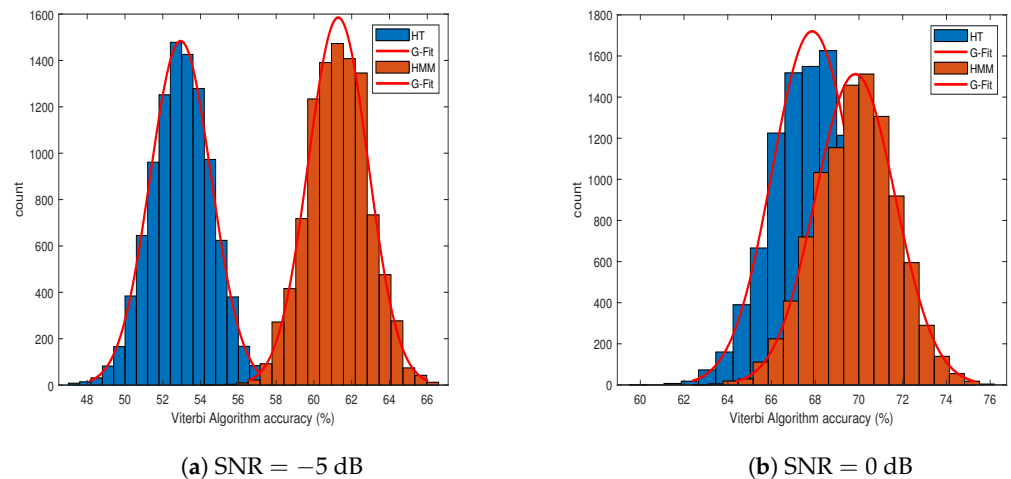 1600
1400
1200
1000
800
600
400
200
0
count
48 50 52 54 56 58 60 62 64 66
Viterbi Algorithm accuracy (%)
HT
G-Fit
HMM
G-Fit
(a) SNR = −5 dB
1800
1600
1400
1200
1000
800
600
400
200
0
count
60 62 64 66 68 70 72 74 76
Viterbi Algorithm accuracy (%)
HT
G-Fit
HMM
G-Fit
(b) SNR = 0 dB